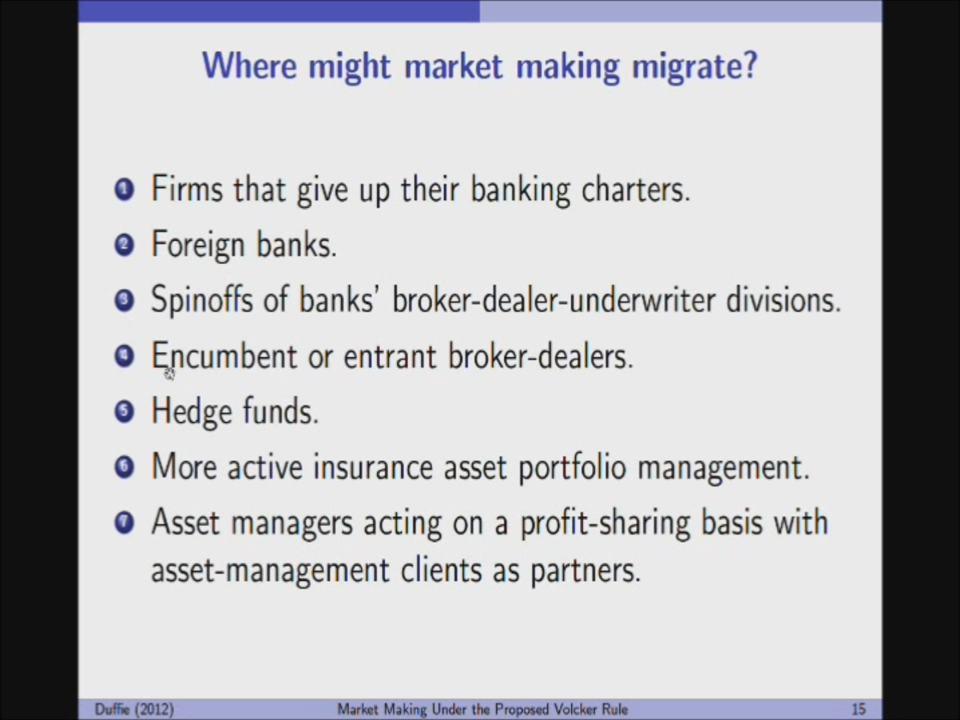 Where might market making migrate?
1 Firms that give up their banking charters.
2 Foreign banks.
3 Spinoffs of banks' broker-dealer-underwriter divisions.
4 Encumbent or entrant broker-dealers.
5 Hedge funds.
6 More active insurance asset portfolio management.
7 Asset managers acting on a profit-sharing basis with
asset-management clients as partners.
Duffie (2012) Market Making Under the Proposed Volcker Rule 15